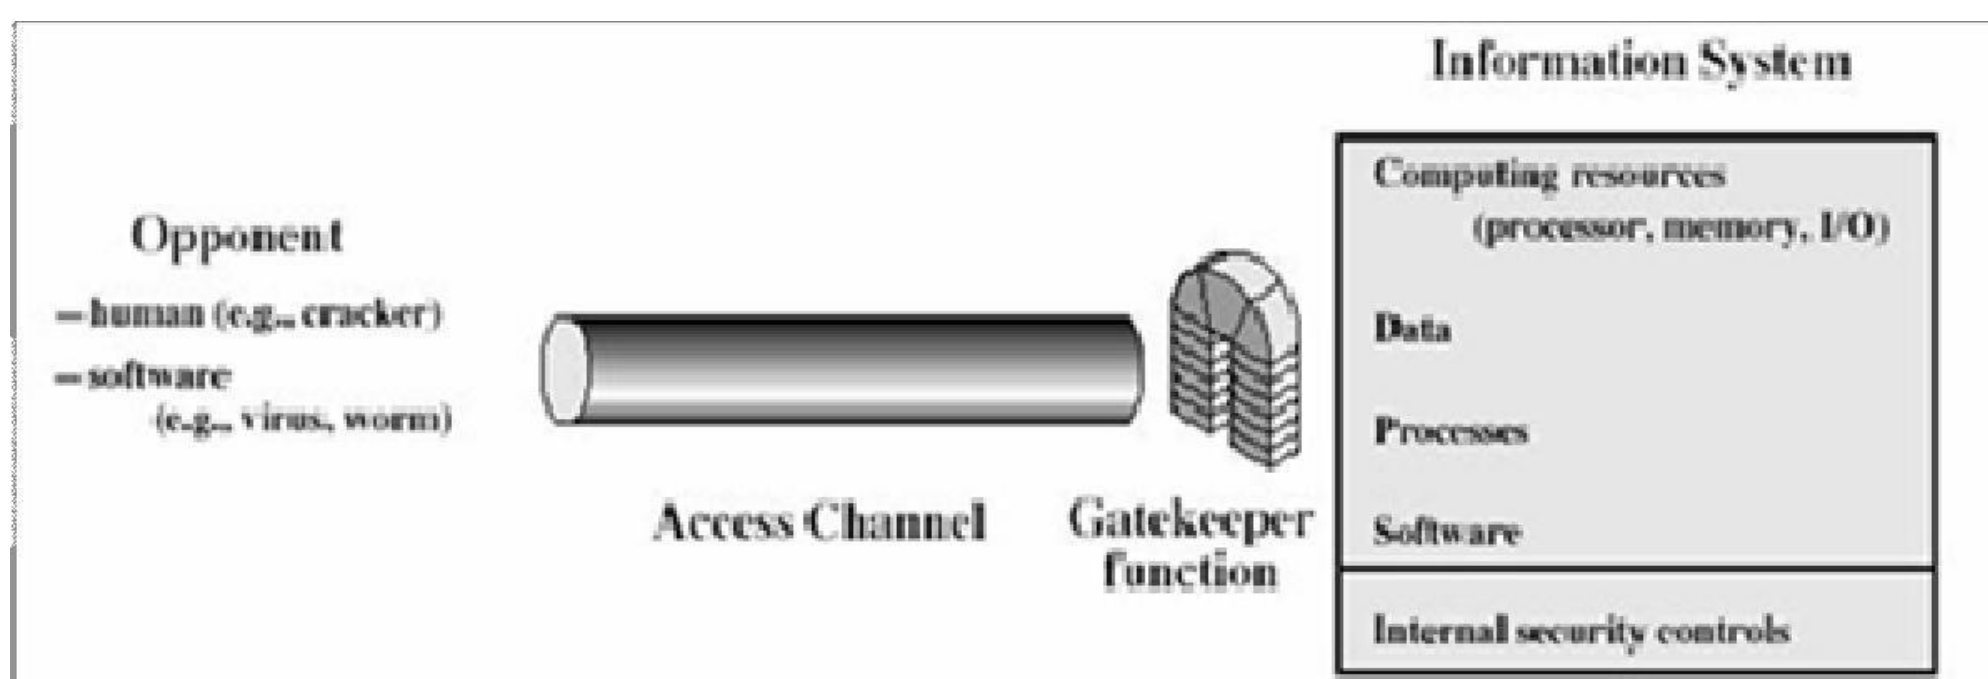 Information System
Computing resources
(processor, memory, I/O)
Opponent
– human (e.g., cracker)
– software
(e.g., virus, worm)
Data
Processes
Access Channel
Gatekeeper
function
Software
Internal security controls